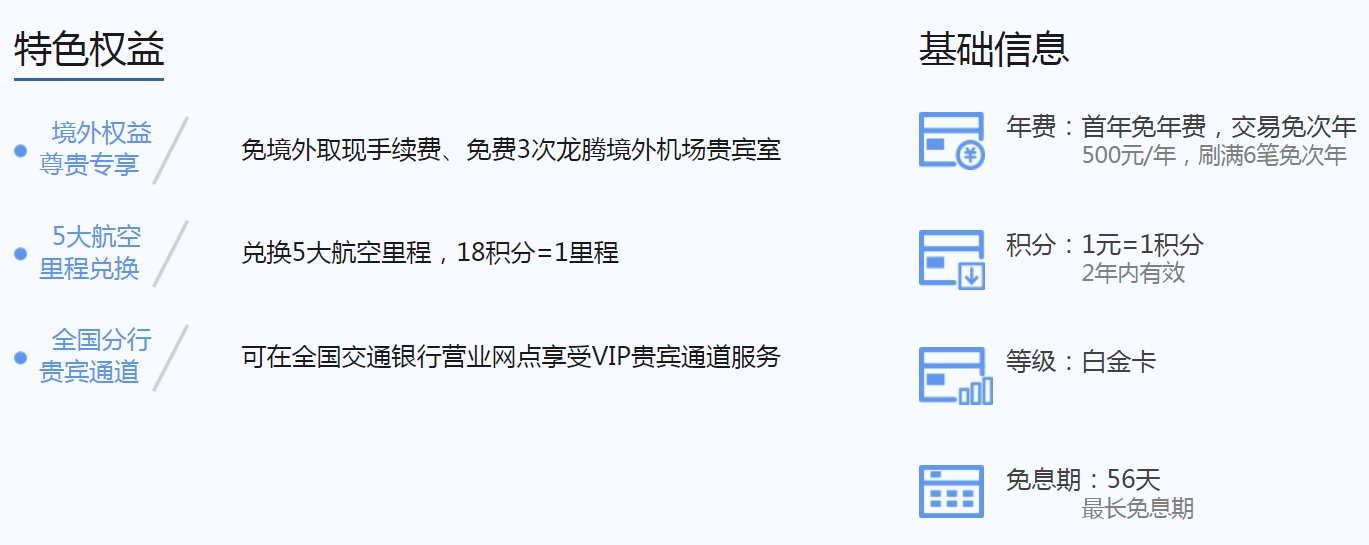 特色权益
境外权益
尊贵专享
免境外取现手续费、免费3次龙腾境外机场贵宾室
5大航空
里程兑换
兑换5大航空里程，18积分=1里程
全国分行
贵宾通道
可在全国交通银行营业网点享受VIP贵宾通道服务
基础信息
年费：首年免年费，交易免次年
500元/年，刷满6笔免次年
积分：1元=1积分
2年内有效
等级：白金卡
免息期：56天
最长免息期